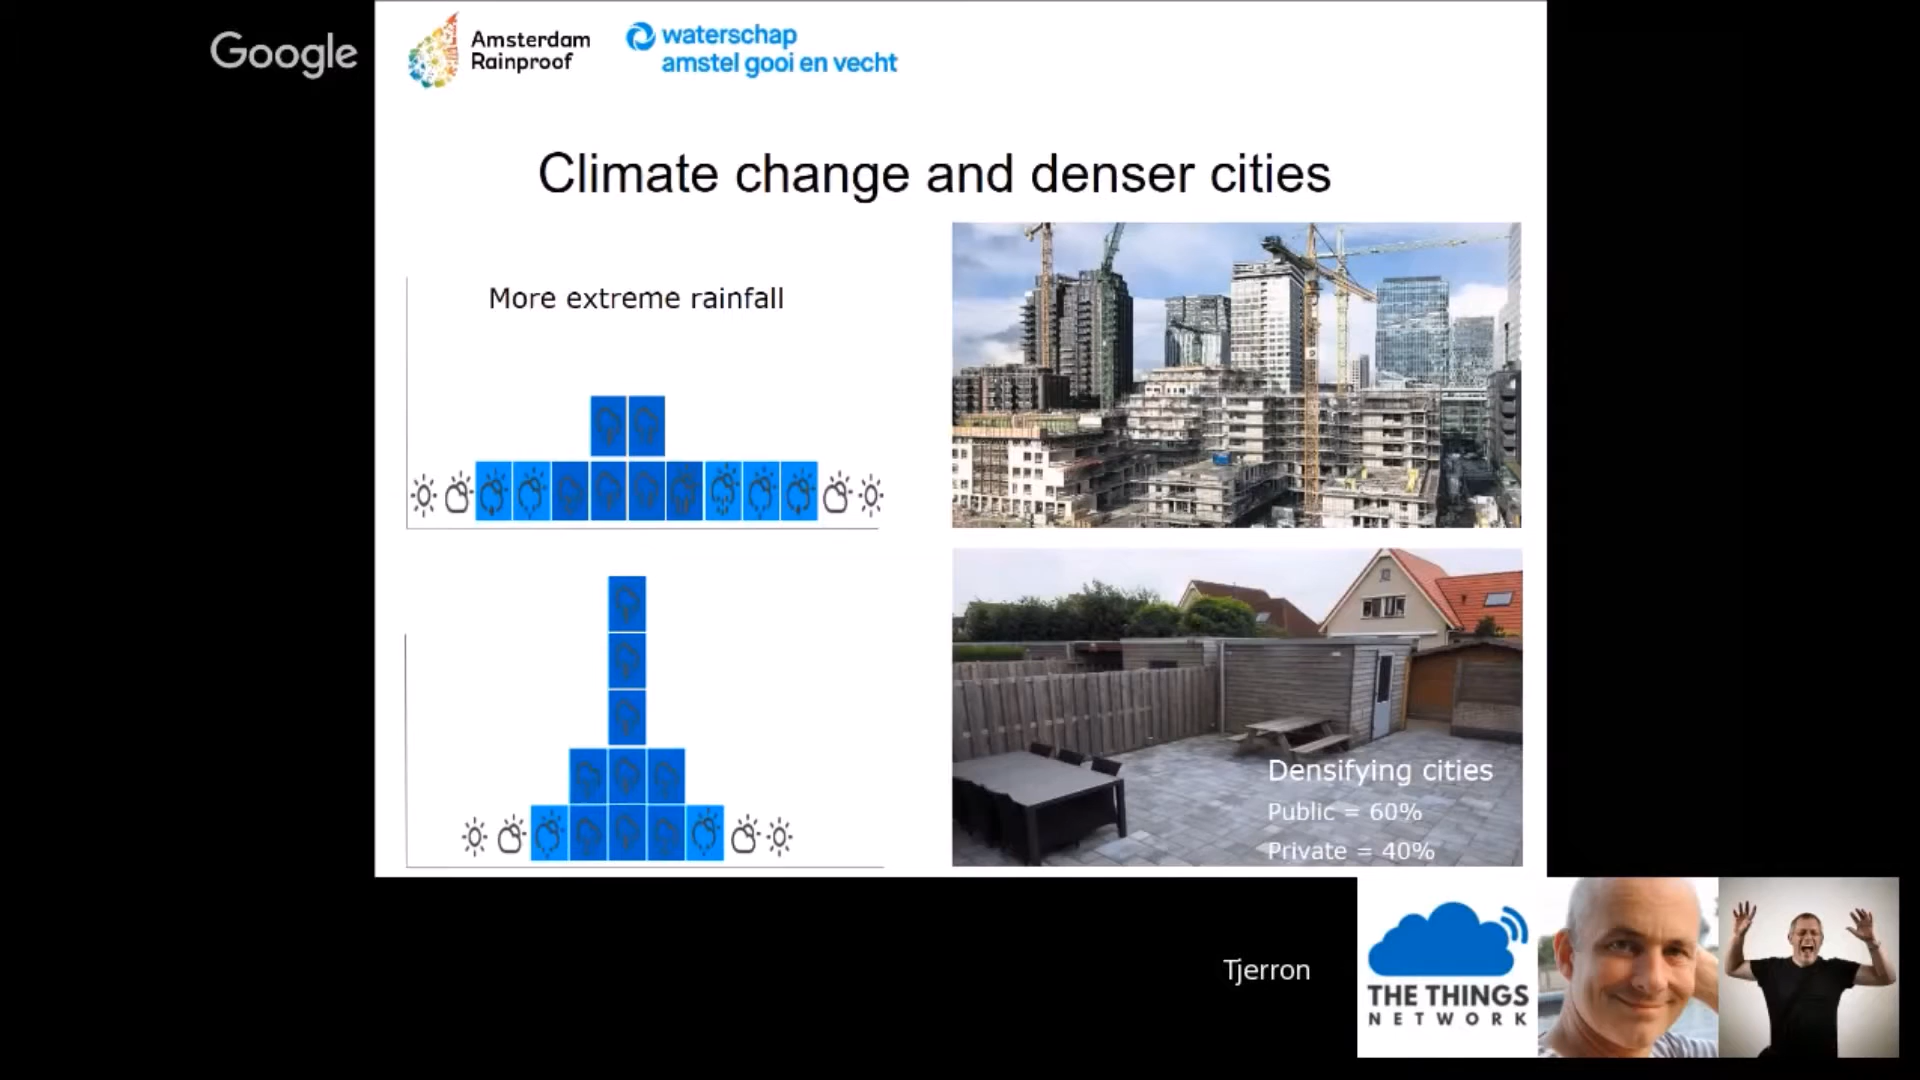 Google
Amsterdam
Rainproof
waterschap
amstel gooi en vecht
Climate change and denser cities
More extreme rainfall
Densifying cities
Public = 60%
Private = 40%
Tjerron
THE THINGS
NETWORK